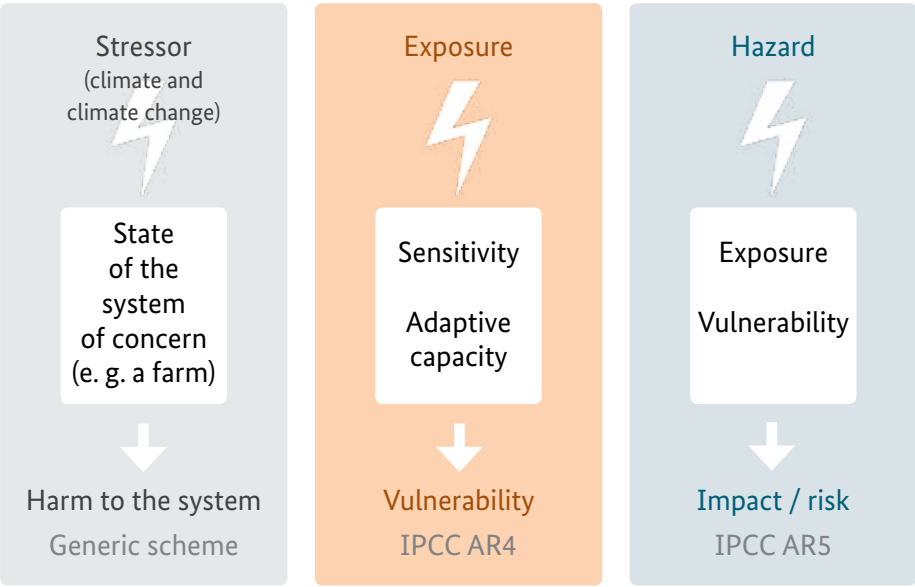 Stressor
(climate and
climate change)
State
of the
system
of concern
(e. g. a farm)
Harm to the system
Generic scheme
Exposure
Sensitivity
Adaptive
capacity
Vulnerability
IPCC AR4
Hazard
Exposure
Vulnerability
Impact / risk
IPCC AR5